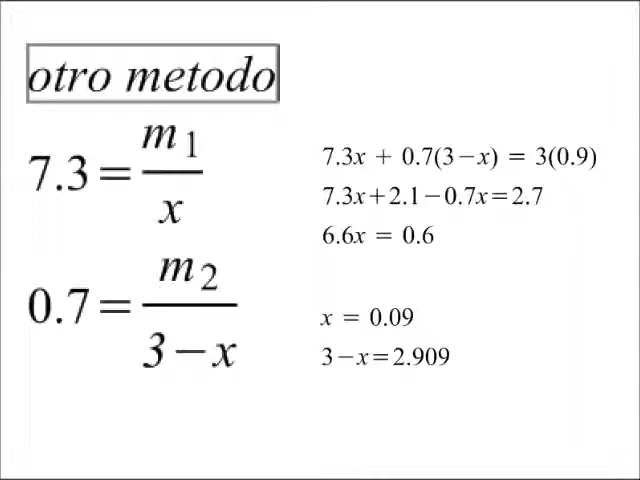 otro metodo
7.3=m₁/x
0.7=m₂/(3-x)
7.3x + 0.7(3-x) = 3(0.9)
7.3x+2.1-0.7x=2.7
6.6x = 0.6
x = 0.09
3-x=2.909